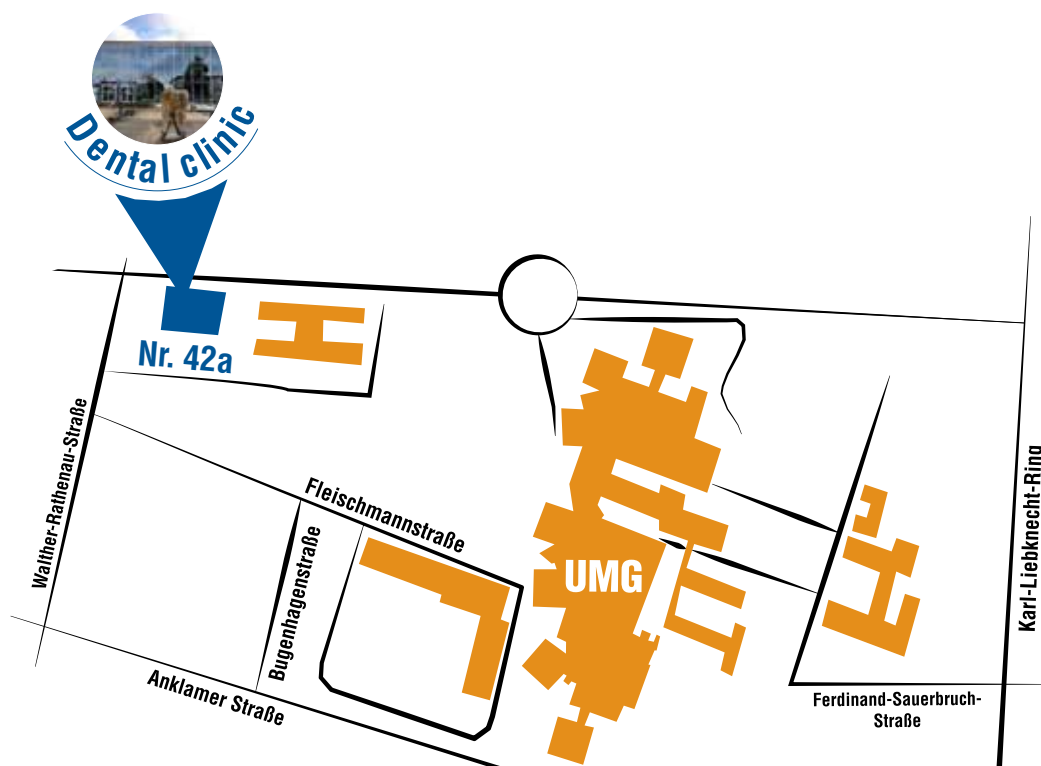 Dental clinic
Nr. 42a
Walther-Rathenau-Straße
Fleischmannstraße
Bugenhagenstraße
Anklamer Straße
UMG
Karl-Liebknecht-Ring
Ferdinand-Sauerbruch-
Straße